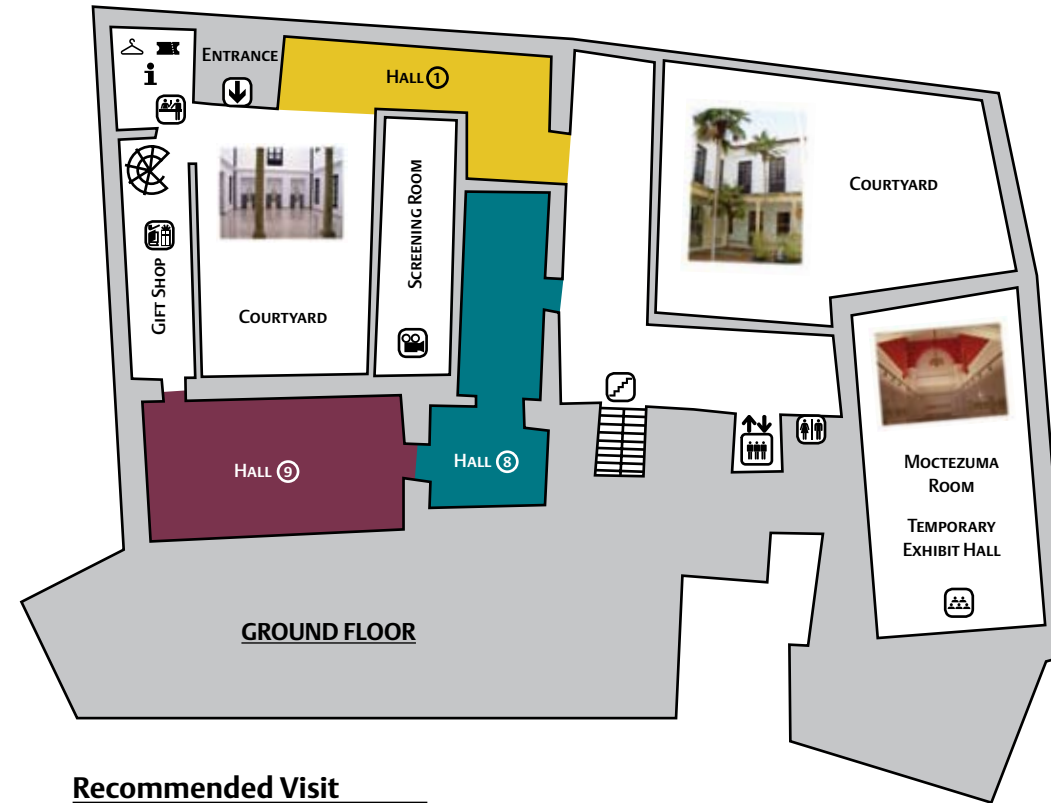 Entrance
Hall 1
Screening Room
Courtyard
Courtyard
Gift Shop
Hall 9
Hall 8
Moctezuma
Room
Temporary
Exhibit Hall
GROUND FLOOR
Recommended Visit